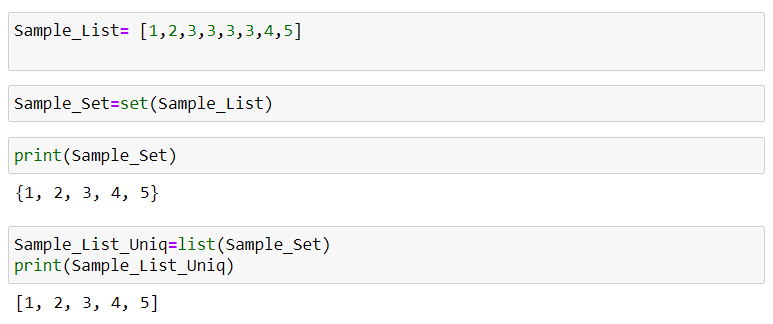 Sample_List= [1,2,3,3,3,3,4,5]
Sample_Set=set(Sample_List)
print(Sample_Set)
{1, 2, 3, 4, 5}
Sample_List_Uniq=list(Sample_Set)
print(Sample_List_Uniq)
[1, 2, 3, 4, 5]